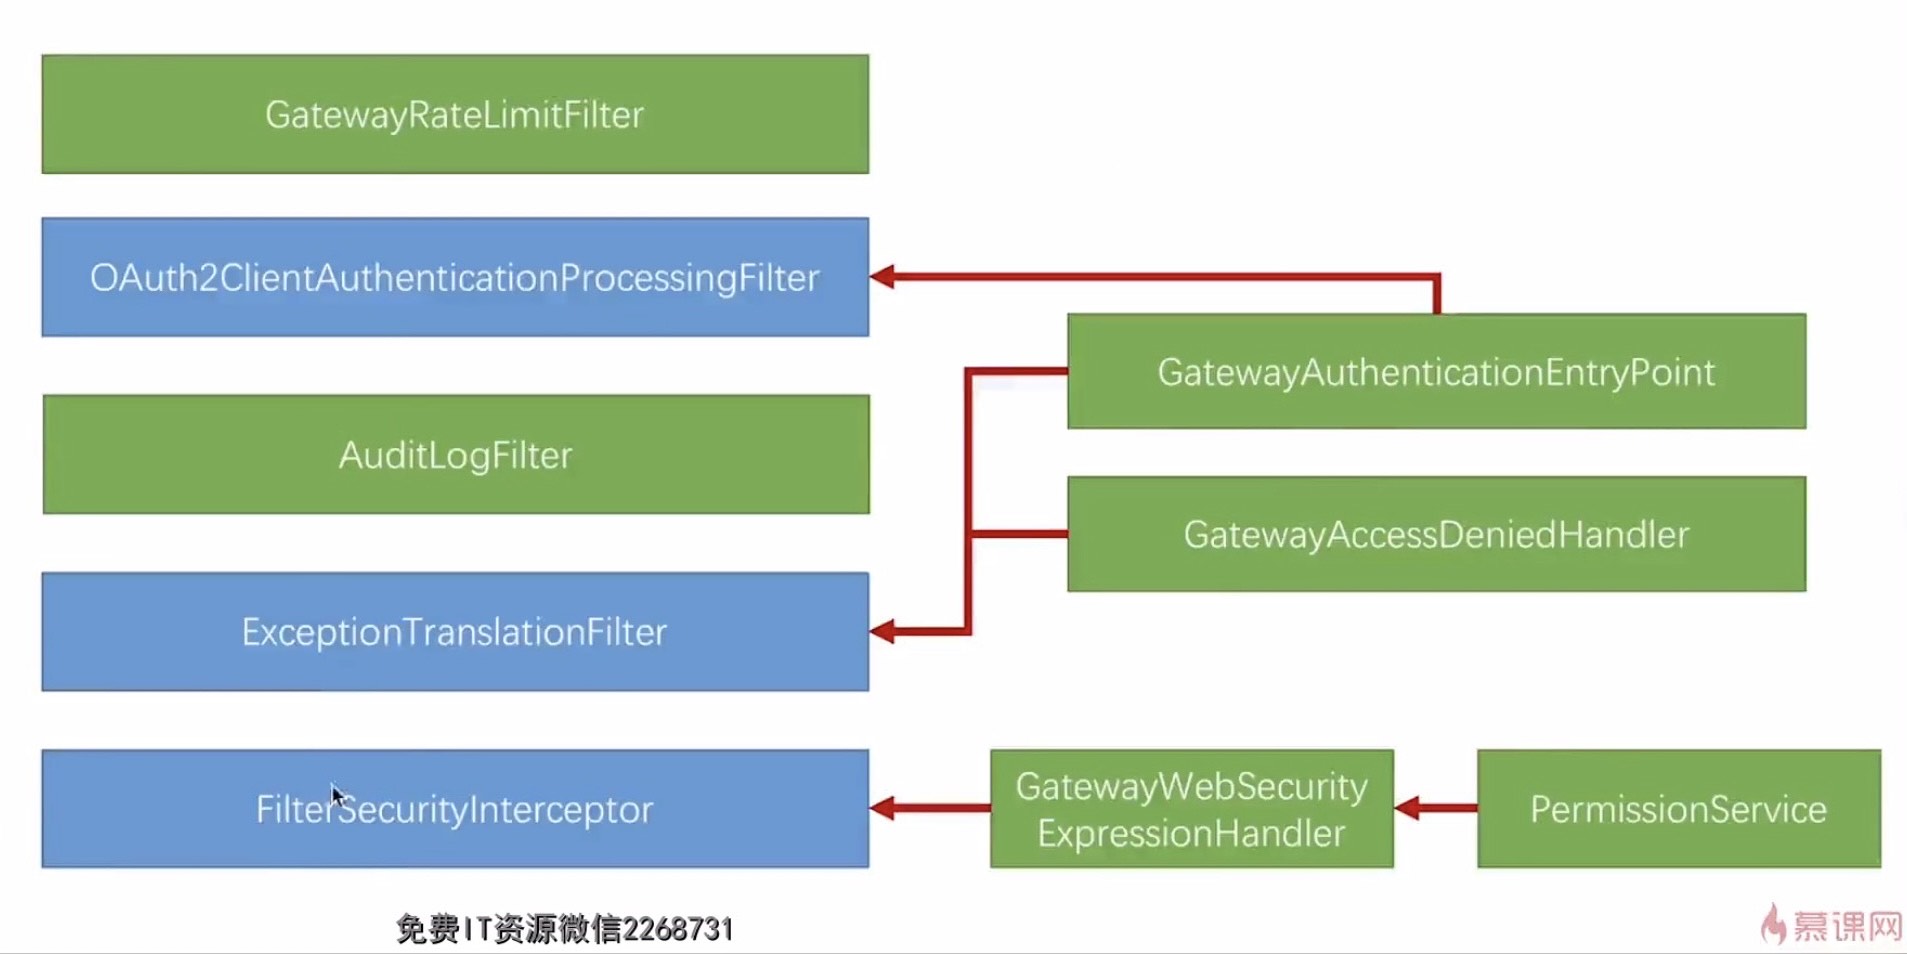 GatewayRateLimitFilter
OAuth2ClientAuthenticationProcessingFilter
GatewayAuthenticationEntryPoint
AuditLogFilter
GatewayAccessDeniedHandler
ExceptionTranslationFilter
FilterSecurityInterceptor
GatewayWebSecurity
ExpressionHandler
PermissionService
免费IT资源微信2268731
慕课网